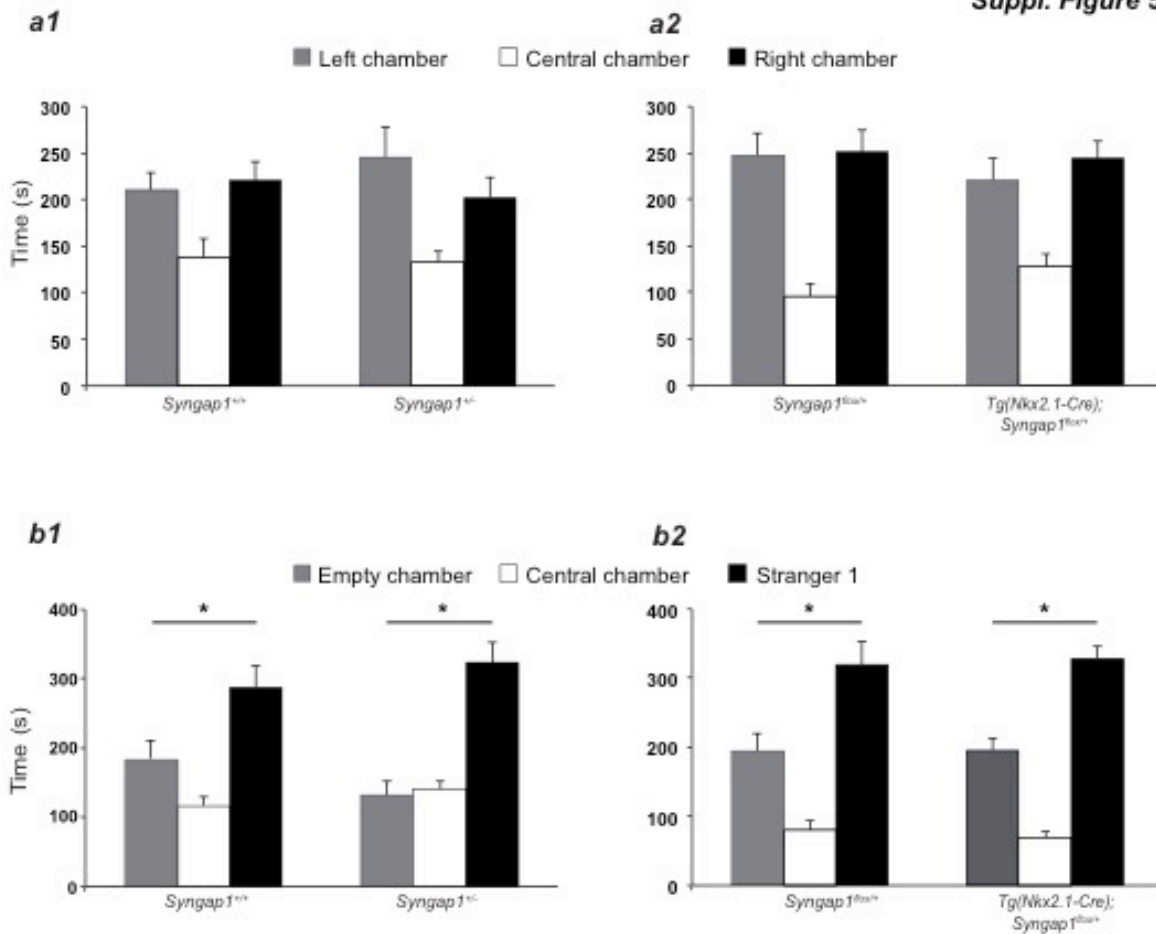 Suppl. Figure 5
a1
a2
Left chamber Central chamber Right chamber
300
250
200
150
100
50
0
Time (s)
Syngap1+/+
Syngap1+/-
300
250
200
150
100
50
0
Syngap1flox/+
Tg(Nkx2.1-Cre);
Syngap1flox/+
b1
b2
Empty chamber Central chamber Stranger 1
400
300
200
100
0
Time (s)
*
*
Syngap1+/+
Syngap1+/-
400
300
200
100
0
*
*
Syngap1flox/+
Tg(Nkx2.1-Cre);
Syngap1flox/+